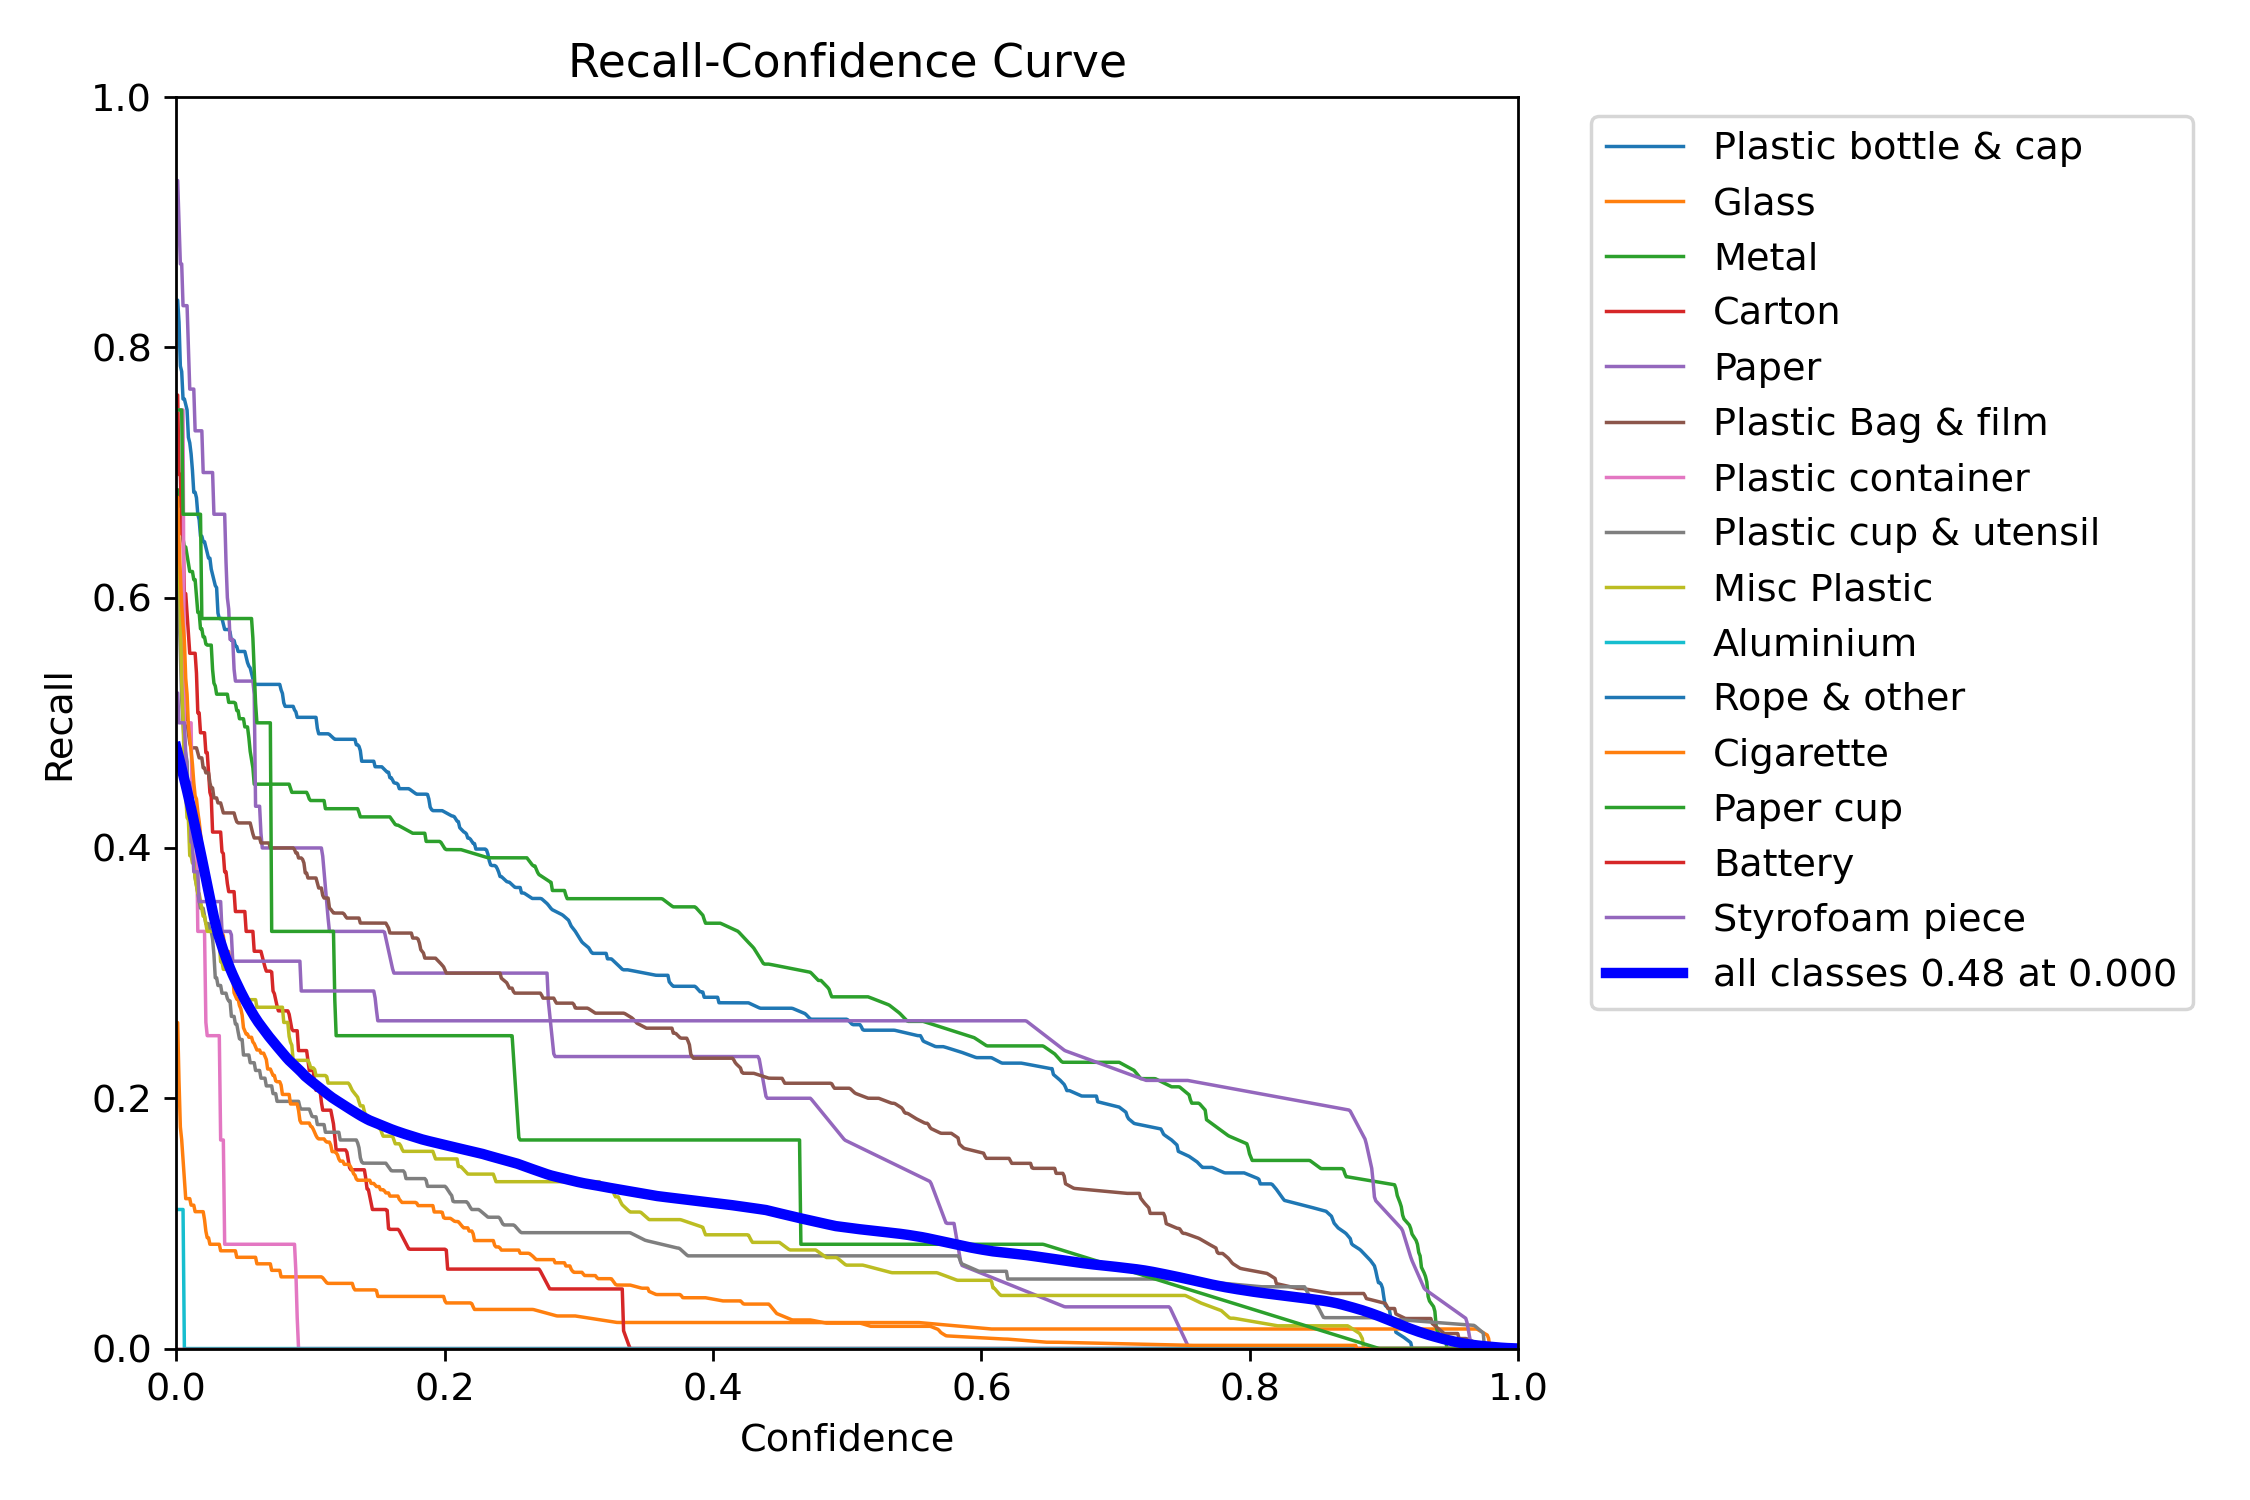 Recall-Confidence Curve
1.0
0.8
0.6
0.4
0.2
0.0
Recall
0.0
0.2
0.4
0.6
0.8
1.0
Confidence
Plastic bottle & cap
Glass
Metal
Carton
Paper
Plastic Bag & film
Plastic container
Plastic cup & utensil
Misc Plastic
Aluminium
Rope & other
Cigarette
Paper cup
Battery
Styrofoam piece
all classes 0.48 at 0.000